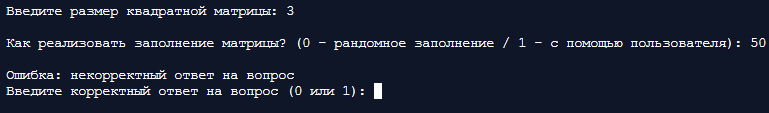 Введите размер квадратной матрицы: 3
Как реализовать заполнение матрицы? (0 - рандомное заполнение / 1 - с помощью пользователя): 50
Ошибка: некорректный ответ на вопрос
Введите корректный ответ на вопрос (0 или 1):